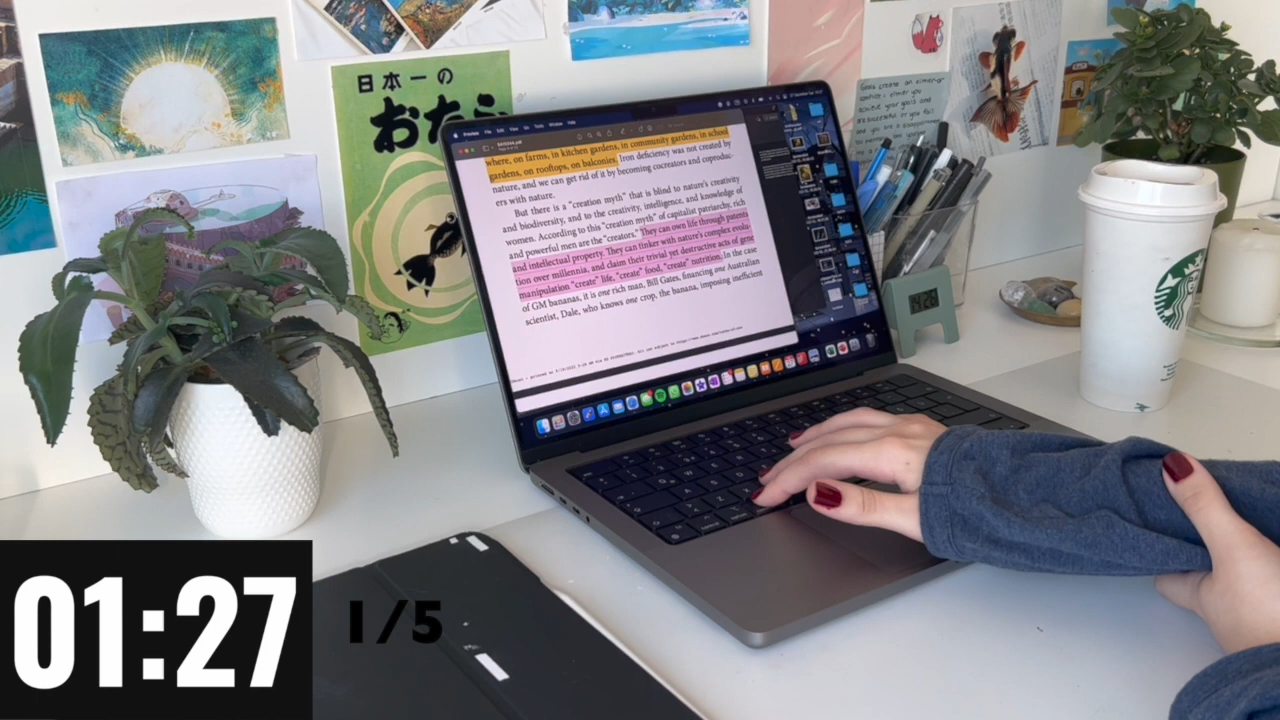 日本一の
おなら
where, on farms, in kitchen gardens, in community gardens, in school
gardens, on rooftops, on balconies. Iron deficiency was not created by
nature, and we can get rid of it by becoming cocreators and coproduc-
ers with nature.
But there is a "creation myth" that is blind to nature's creativity
and biodiversity, and to the creativity, intelligence, and knowledge of
women. According to this "creation myth" of capitalist patriarchy, rich
and powerful men are the "creators." They can own life through patents
and intellectual property. They can tinker with nature's complex evolu-
tion over millennia, and claim their trivial yet destructive acts of gene
manipulation "create" life, "create" food, "create" nutrition. In the case
of GM bananas, it is one rich man, Bill Gates, financing one Australian
scientist, Dale, who knows one crop, the banana, imposing inefficient
14:26
01:27
1/5